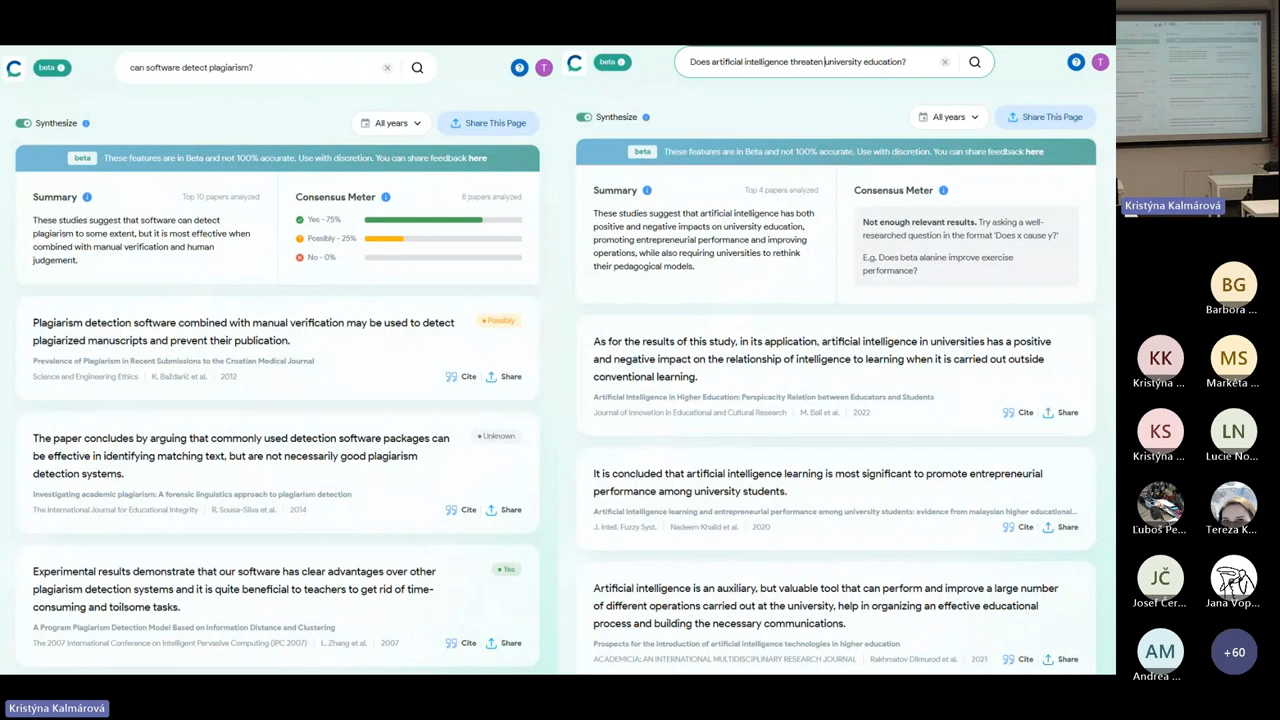 beta
can software detect plagiarism?
T
Synthesize
All years
Share This Page
beta These features are in Beta and not 100% accurate. Use with discretion. You can share feedback here
Summary
Top 10 papers analyzed
These studies suggest that software can detect
plagiarism to some extent, but it is most effective when
combined with manual verification and human
judgement.
Consensus Meter
8 papers analyzed
Yes - 75%
Possibly - 25%
No - 0%
Plagiarism detection software combined with manual verification may be used to detect
plagiarized manuscripts and prevent their publication.
Possibly
Prevalence of Plagiarism in Recent Submissions to the Croatian Medical Journal
Science and Engineering Ethics K. Baždarić et al. 2012
Cite Share
The paper concludes by arguing that commonly used detection software packages can
be effective in identifying matching text, but are not necessarily good plagiarism
detection systems.
Unknown
Investigating academic plagiarism: A forensic linguistics approach to plagiarism detection
The International Journal for Educational Integrity R. Sousa-Silva et al. 2014
Cite Share
Experimental results demonstrate that our software has clear advantages over other
plagiarism detection systems and it is quite beneficial to teachers to get rid of time-
consuming and toilsome tasks.
Yes
A Program Plagiarism Detection Model Based on Information Distance and Clustering
The 2007 International Conference on Intelligent Pervasive Computing (IPC 2007) L. Zhang et al. 2007
Cite Share
beta
Does artificial intelligence threaten university education?
T
Synthesize
All years
Share This Page
beta These features are in Beta and not 100% accurate. Use with discretion. You can share feedback here
Summary
Top 4 papers analyzed
These studies suggest that artificial intelligence has both
positive and negative impacts on university education,
promoting entrepreneurial performance and improving
operations, while also requiring universities to rethink
their pedagogical models.
Consensus Meter
Not enough relevant results. Try asking a well-
researched question in the format 'Does x cause y?'
E.g. Does beta alanine improve exercise
performance?
As for the results of this study, in its application, artificial intelligence in universities has a positive
and negative impact on the relationship of intelligence to learning when it is carried out outside
conventional learning.
Artificial Intelligence in Higher Education: Perspicacity Relation between Educators and Students
Journal of Innovation in Educational and Cultural Research M. Ball et al. 2022
Cite Share
It is concluded that artificial intelligence learning is most significant to promote entrepreneurial
performance among university students.
Artificial intelligence learning and entrepreneurial performance among university students: evidence from malaysian higher educational...
J. Intell. Fuzzy Syst. Nadeem Khalid et al. 2020
Cite Share
Artificial intelligence is an auxiliary, but valuable tool that can perform and improve a large number
of different operations carried out at the university, help in organizing an effective educational
process and building the necessary communications.
Prospects for the introduction of artificial intelligence technologies in higher education
ACADEMICIA: AN INTERNATIONAL MULTIDISCIPLINARY RESEARCH JOURNAL Rakhmatov Dilmurod et al. 2021
Cite Share
Kristýna Kalmárová
BG
Barbora ...
KK
Kristýna ...
MS
Markéta ...
KS
Kristýna ...
LN
Lucie No...
Ľuboš Pe...
Tereza K...
JČ
Josef Čer...
Jana Vop...
AM
Andrea ...
+60
Kristýna Kalmárová